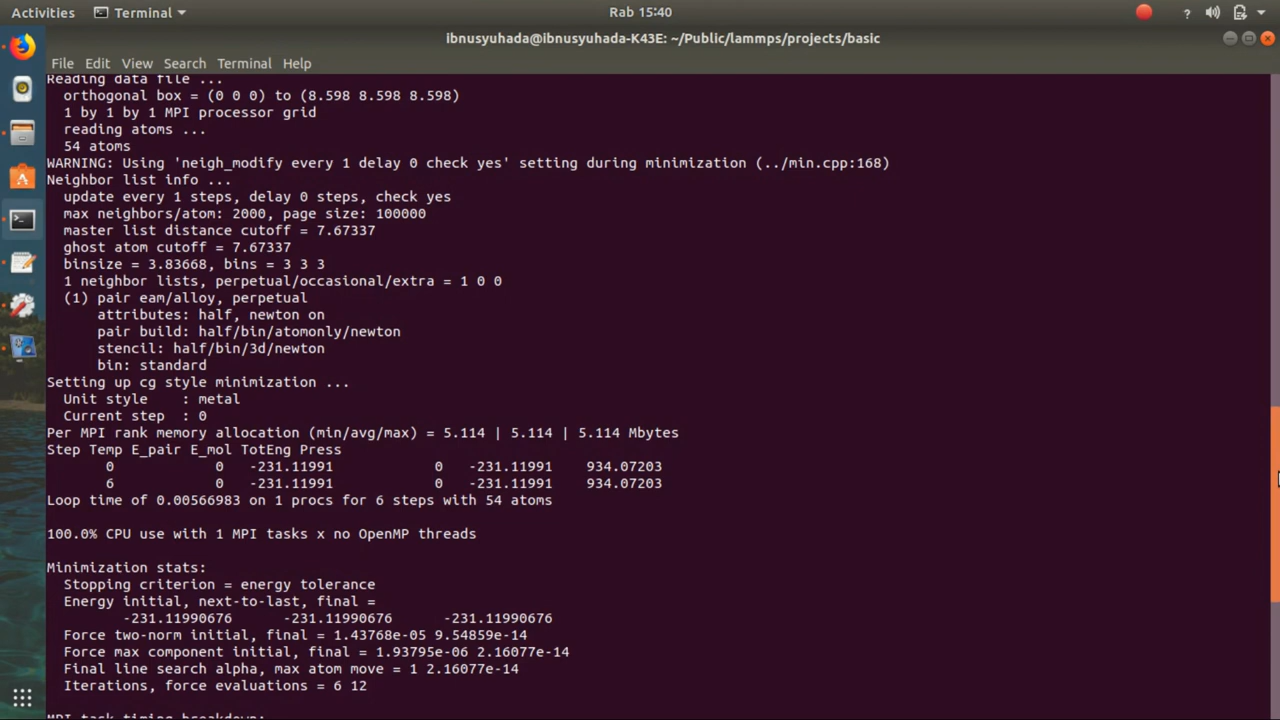 Activities Terminal Rab 15:40
ibnusyuhada@ibnusyuhada-K43E: ~/Public/lammps/projects/basic
File Edit View Search Terminal Help
Reading data file ...
orthogonal box = (0 0 0) to (8.598 8.598 8.598)
1 by 1 by 1 MPI processor grid
reading atoms ...
54 atoms
WARNING: Using 'neigh_modify every 1 delay 0 check yes' setting during minimization (../min.cpp:168)
Neighbor list info ...
update every 1 steps, delay 0 steps, check yes
max neighbors/atom: 2000, page size: 100000
master list distance cutoff = 7.67337
ghost atom cutoff = 7.67337
binsize = 3.83668, bins = 3 3 3
1 neighbor lists, perpetual/occasional/extra = 1 0 0
(1) pair eam/alloy, perpetual
attributes: half, newton on
pair build: half/bin/atomonly/newton
stencil: half/bin/3d/newton
bin: standard
Setting up cg style minimization ...
Unit style : metal
Current step : 0
Per MPI rank memory allocation (min/avg/max) = 5.114 | 5.114 | 5.114 Mbytes
Step Temp E_pair E_mol TotEng Press
0 0 -231.11991 0 -231.11991 934.07203
6 0 -231.11991 0 -231.11991 934.07203
Loop time of 0.00566983 on 1 procs for 6 steps with 54 atoms
100.0% CPU use with 1 MPI tasks x no OpenMP threads
Minimization stats:
Stopping criterion = energy tolerance
Energy initial, next-to-last, final =
-231.11990676 -231.11990676 -231.11990676
Force two-norm initial, final = 1.43768e-05 9.54859e-14
Force max component initial, final = 1.93795e-06 2.16077e-14
Final line search alpha, max atom move = 1 2.16077e-14
Iterations, force evaluations = 6 12
MPI task timing breakdown: